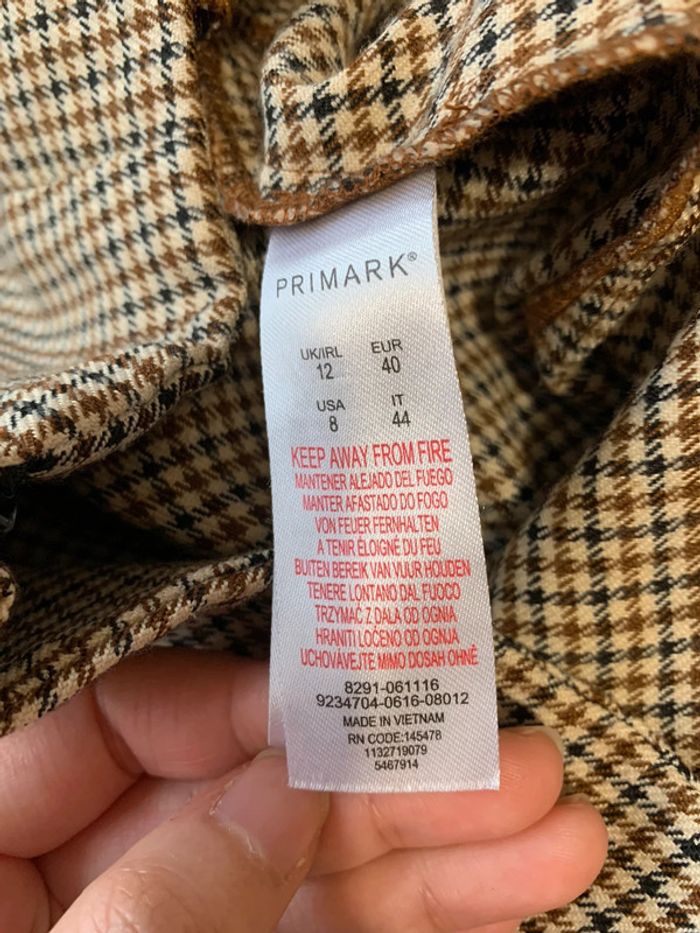 PRIMARK®
UK/IRL EUR
12 40
USA IT
8 44
KEEP AWAY FROM FIRE
MANTENER ALEJADO DEL FUEGO
MANTER AFASTADO DO FOGO
VON FEUER FERNHALTEN
A TENIR ÉLOIGNÉ DU FEU
BUITEN BEREIK VAN VUUR HOUDEN
TENERE LONTANO DAL FUOCO
TRZYMAĆ Z DALA OD OGNIA
HRANITI LOČENO OD OGNJA
UCHOVÁVEJTE MIMO DOSAH OHNĚ
8291-061116
9234704-0616-08012
MADE IN VIETNAM
RN CODE:145478
1132719079
5467914